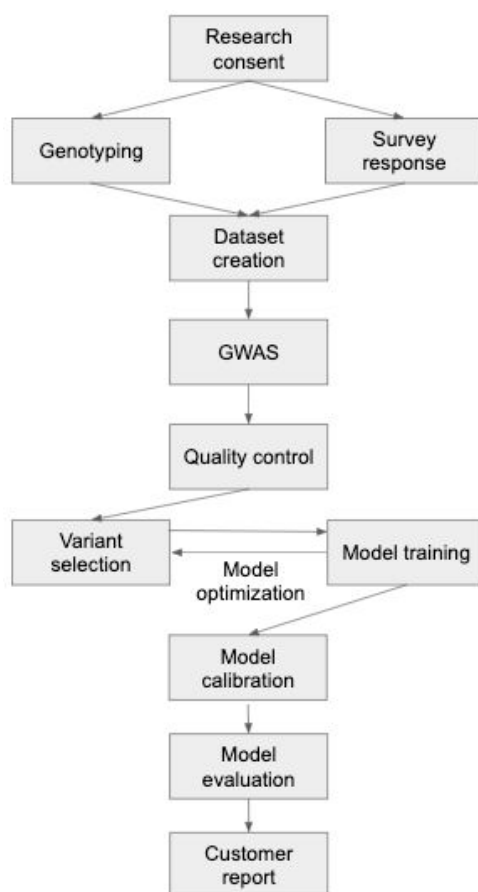 Research
consent
Genotyping
Survey
response
Dataset
creation
GWAS
Quality control
Variant
selection
Model training
Model
optimization
Model
calibration
Model
evaluation
Customer
report